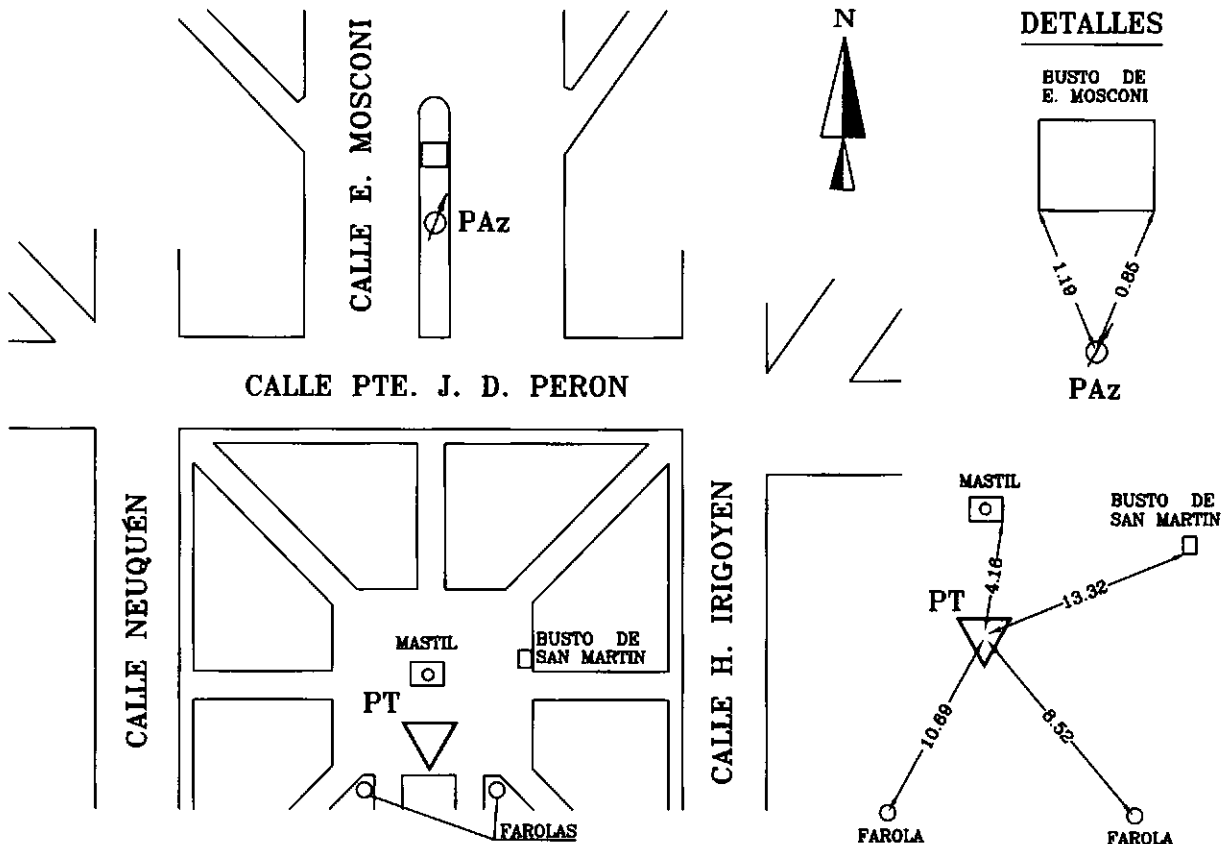 N
DETALLES
BUSTO DE
E. MOSCONI
CALLE E. MOSCONI
PAz
1.19
0.85
PAz
CALLE PTE. J. D. PERON
CALLE NEUQUÉN
CALLE H. IRIGOYEN
MASTIL
BUSTO DE
SAN MARTIN
PT
FAROLAS
MASTIL
BUSTO DE
SAN MARTIN
4.16
13.32
PT
10.69
8.52
FAROLA
FAROLA